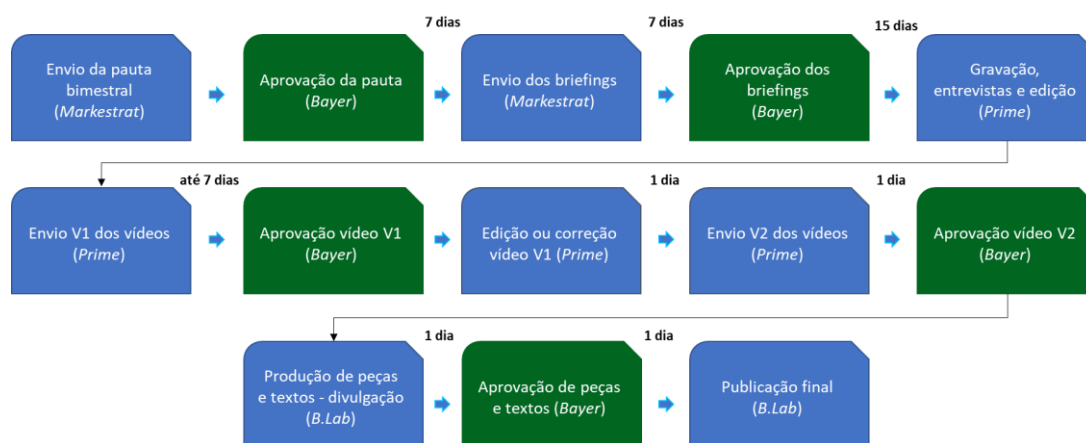 7 dias
7 dias
15 dias
Envio da pauta
bimestral
(Markestrat)
Aprovação da pauta
(Bayer)
Envio dos briefings
(Markestrat)
Aprovação dos
briefings
(Bayer)
Gravação,
entrevistas e edição
(Prime)
até 7 dias
1 dia
1 dia
Envio V1 dos vídeos
(Prime)
Aprovação vídeo V1
(Bayer)
Edição ou correção
vídeo V1 (Prime)
Envio V2 dos vídeos
(Prime)
Aprovação vídeo V2
(Bayer)
1 dia
1 dia
Produção de peças
e textos - divulgação
(B.Lab)
Aprovação de peças
e textos (Bayer)
Publicação final
(B.Lab)